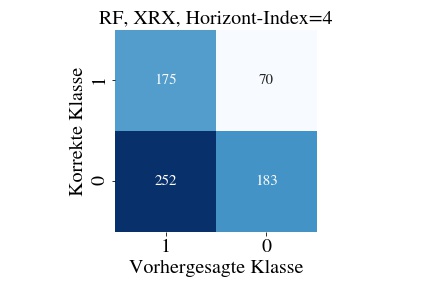 RF, XRX, Horizont-Index=4
Korrekte Klasse
1
175 70
0
252 183
1 0
Vorhergesagte Klasse